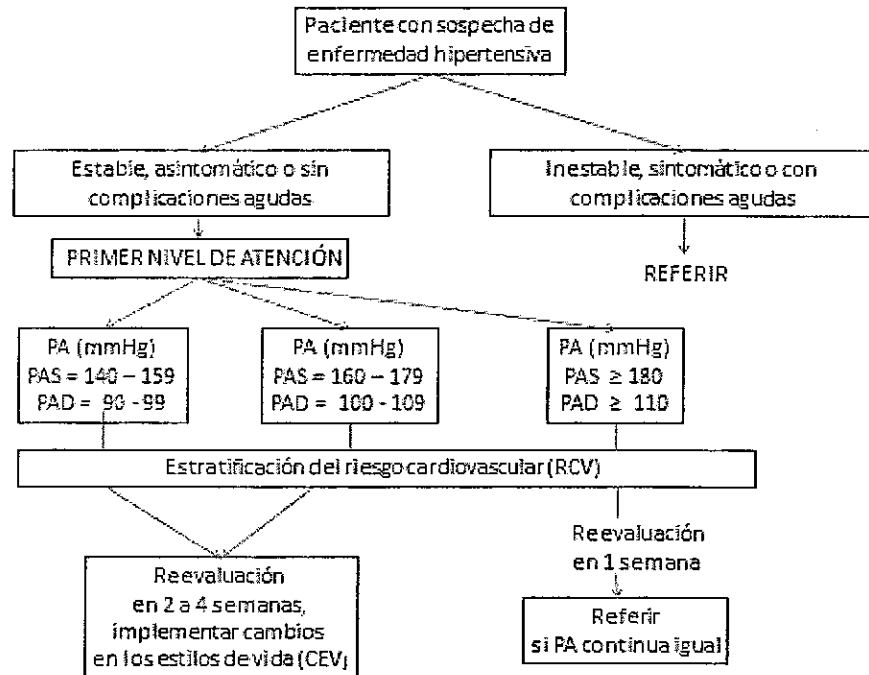 Paciente con sospecha de
enfermedad hipertensiva
Estable, asintomático o sin
complicaciones agudas
Inestable, sintomático o con
complicaciones agudas
PRIMER NIVEL DE ATENCIÓN
REFERIR
PA (mmHg)
PAS = 140 – 159
PAD = 90 - 99
PA (mmHg)
PAS = 160 – 179
PAD = 100 - 109
PA (mmHg)
PAS ≥ 180
PAD ≥ 110
Estratificación del riesgo cardiovascular (RCV)
Reevaluación
en 2 a 4 semanas,
implementar cambios
en los estilos de vida (CEV)
Reevaluación
en 1 semana
Referir
si PA continua igual